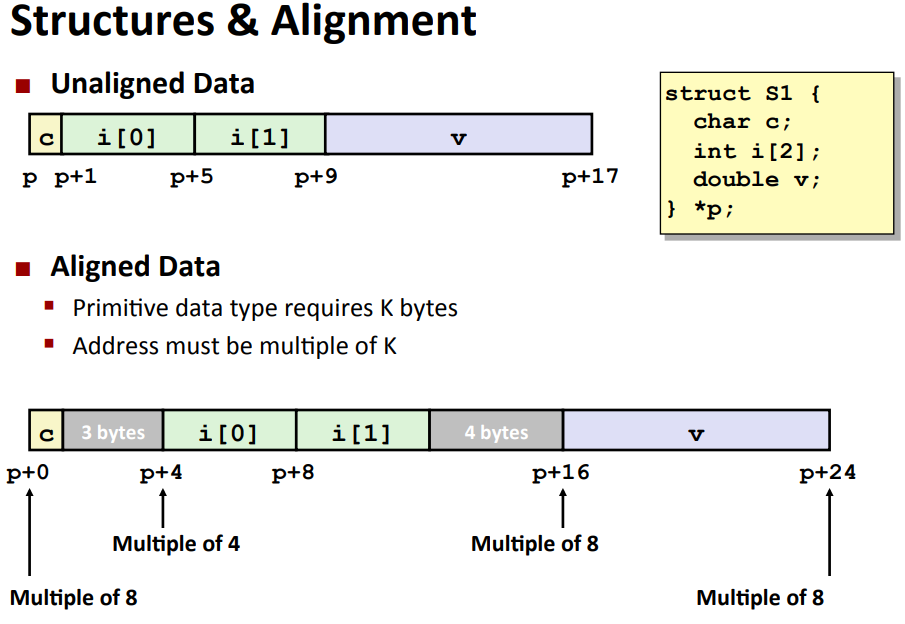 Structures & Alignment
Unaligned Data
c i[0] i[1] v
p p+1 p+5 p+9 p+17
struct S1 {
char c;
int i[2];
double v;
} *p;
Aligned Data
Primitive data type requires K bytes
Address must be multiple of K
c 3 bytes i[0] i[1] 4 bytes v
p+0 p+4 p+8 p+16 p+24
Multiple of 4 Multiple of 8
Multiple of 8 Multiple of 8